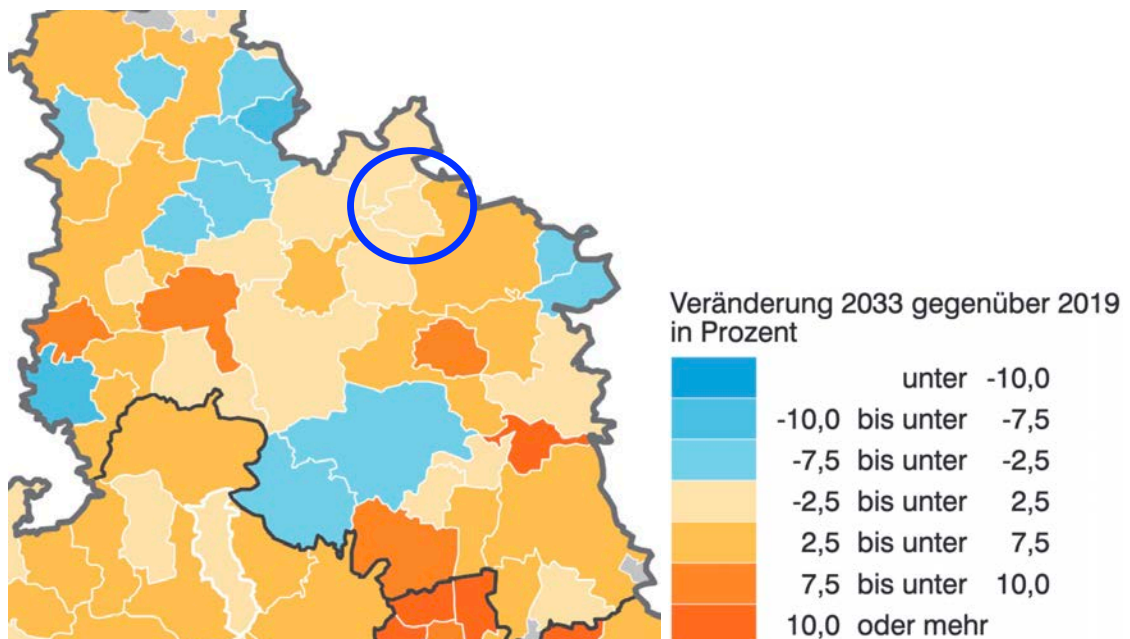 Veränderung 2033 gegenüber 2019
in Prozent
unter -10,0
-10,0 bis unter -7,5
-7,5 bis unter -2,5
-2,5 bis unter 2,5
2,5 bis unter 7,5
7,5 bis unter 10,0
10,0 oder mehr